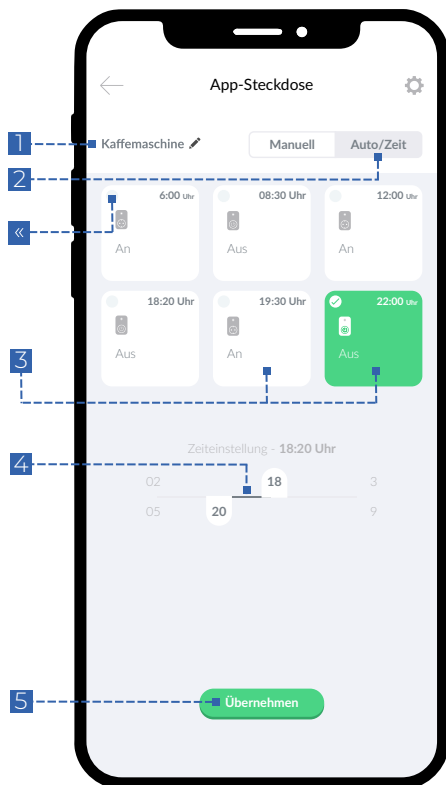 App-Steckdose
1 Kaffemaschine Manuell Auto/Zeit
2
6:00 Uhr 08:30 Uhr 12:00 Uhr
«
An Aus An
18:20 Uhr 19:30 Uhr 22:00 Uhr
3
Aus An Aus
Zeiteinstellung - 18:20 Uhr
4
02 18 3
05 20 9
5 Übernehmen